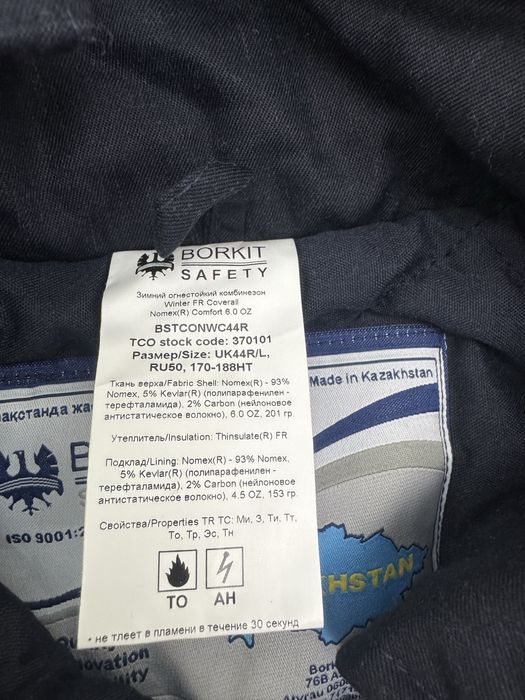 BORKIT
SAFETY
Зимний огнестойкий комбинезон
Winter FR Coverall
Nomex(R) Comfort 6.0 OZ
BSTCONWC44R
TCO stock code: 370101
Размер/Size: UK44R/L,
RU50, 170-188HT
Ткань верха/Fabric Shell: Nomex(R) - 93%
Nomex, 5% Kevlar(R) (полипарафенилен -
терефталамида), 2% Carbon (нейлоновое
антистатическое волокно), 6.0 OZ, 201 гр.
Утеплитель/Insulation: Thinsulate(R) FR
Подклад/Lining: Nomex(R) - 93% Nomex,
5% Kevlar(R) (полипарафенилен -
терефталамида), 2% Carbon (нейлоновое
антистатическое волокно), 4.5 OZ, 153 гр.
Свойства/Properties TR TC: Ми, З, Ти, Тт,
То, Тр, Эс, Тн
ТО АН
* не тлеет в пламени в течение 30 секунд
Made in Kazakhstan
BORK
ISO 9001:2
HSTAN
Bork
76B A